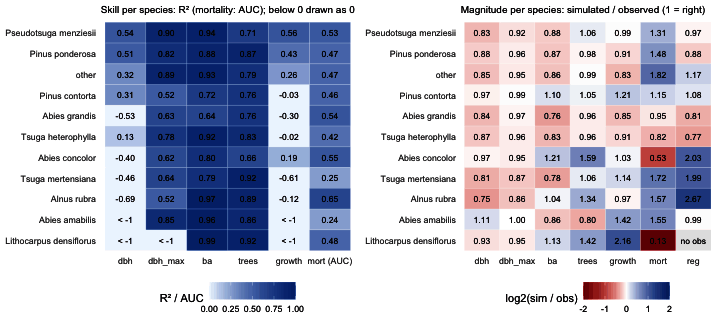 Skill per species: R² (mortality: AUC); below 0 drawn as 0
Pseudotsuga menziesii 0.54 0.90 0.94 0.71 0.56 0.53
Pinus ponderosa 0.51 0.82 0.88 0.87 0.43 0.47
other 0.32 0.89 0.93 0.79 0.26 0.47
Pinus contorta 0.31 0.52 0.72 0.76 -0.03 0.46
Abies grandis -0.53 0.63 0.64 0.76 -0.30 0.54
Tsuga heterophylla 0.13 0.78 0.92 0.83 -0.02 0.42
Abies concolor -0.40 0.62 0.80 0.66 0.19 0.55
Tsuga mertensiana -0.46 0.64 0.79 0.92 -0.61 0.25
Alnus rubra -0.69 0.52 0.97 0.89 -0.12 0.65
Abies amabilis < -1 0.85 0.96 0.86 < -1 0.24
Lithocarpus densiflorus < -1 < -1 0.99 0.92 < -1 0.48
dbh dbh_max ba trees growth mort (AUC)
R² / AUC
0.00 0.25 0.50 0.75 1.00
Magnitude per species: simulated / observed (1 = right)
Pseudotsuga menziesii 0.83 0.92 0.88 1.06 0.99 1.31 0.97
Pinus ponderosa 0.88 0.96 0.87 0.98 0.91 1.48 0.88
other 0.85 0.95 0.86 0.99 0.83 1.82 1.17
Pinus contorta 0.97 0.99 1.10 1.05 1.21 1.15 1.08
Abies grandis 0.84 0.97 0.76 0.96 0.85 0.95 0.81
Tsuga heterophylla 0.87 0.96 0.83 0.96 0.91 0.82 0.77
Abies concolor 0.97 0.95 1.21 1.59 1.03 0.53 2.03
Tsuga mertensiana 0.81 0.87 0.78 1.06 1.14 1.72 1.99
Alnus rubra 0.75 0.86 1.04 1.34 0.97 1.57 2.67
Abies amabilis 1.11 1.00 0.86 0.80 1.42 1.55 0.99
Lithocarpus densiflorus 0.93 0.95 1.13 1.42 2.16 no obs
dbh dbh_max ba trees growth mort reg
log2(sim / obs)
-2 -1 0 1 2